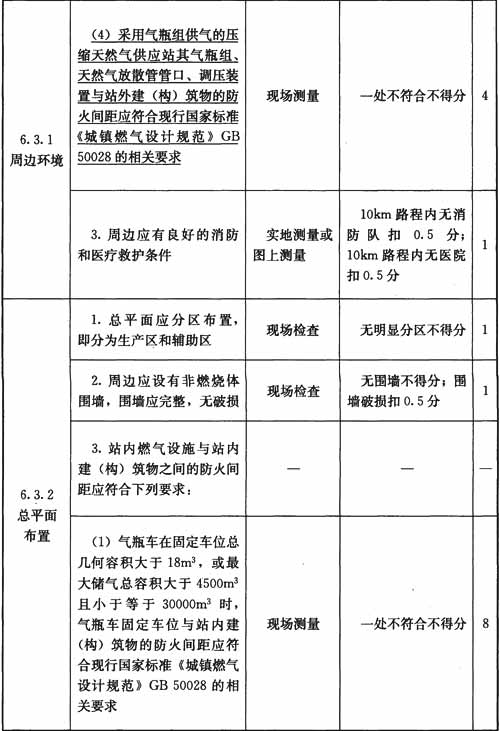 6.3.1
周边环境
（4）采用气瓶组供气的压
缩天然气供应站其气瓶组、
天然气放散管管口、调压装
置与站外建（构）筑物的防
火间距应符合现行国家标准
《城镇燃气设计规范》GB
50028 的相关要求
现场测量
一处不符合不得分
4
3. 周边应有良好的消防
和医疗救护条件
实地测量或
图上测量
10km 路程内无消
防队扣 0.5 分；
10km 路程内无医院
扣 0.5 分
1
6.3.2
总平面
布置
1. 总平面应分区布置，
即分为生产区和辅助区
现场检查
无明显分区不得分
1
2. 周边应设有非燃烧体
围墙，围墙应完整，无破损
现场检查
无围墙不得分；围
墙破损扣 0.5 分
1
3. 站内燃气设施与站内
建（构）筑物之间的防火间
距应符合下列要求：
—
—
—
（1）气瓶车在固定车位总
几何容积大于 18m³，或最
大储气总容积大于 4500m³
且小于等于 30000m³ 时，
气瓶车固定车位与站内建
（构）筑物的防火间距应符
合现行国家标准《城镇燃气
设计规范》GB 50028 的相
关要求
现场测量
一处不符合不得分
8